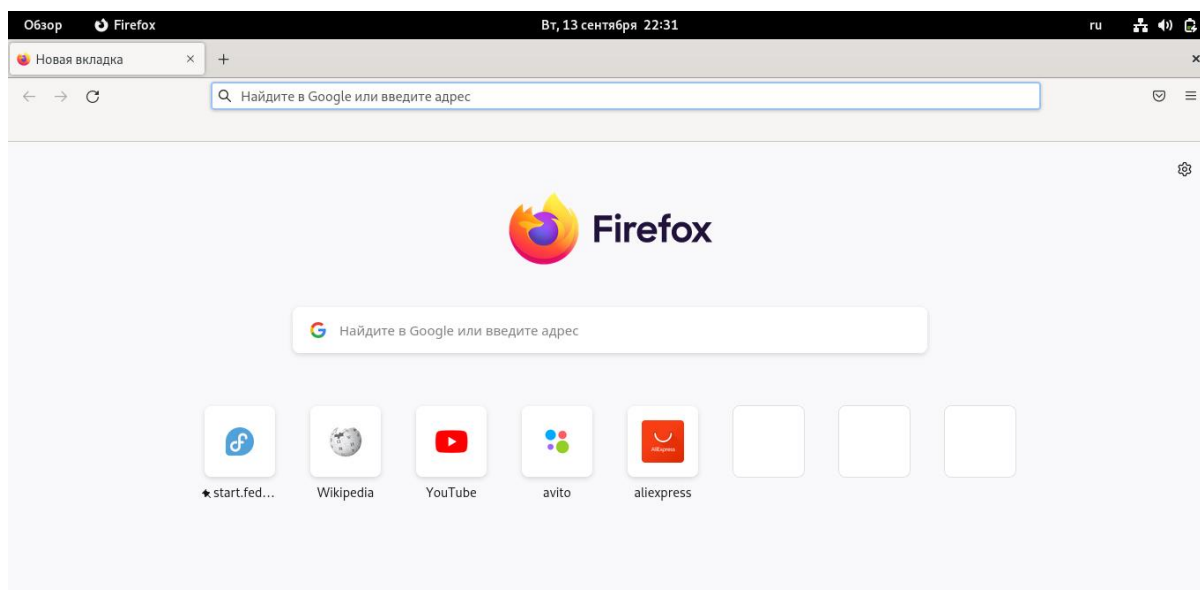 Обзор Firefox Вт, 13 сентября 22:31 ru
Новая вкладка
Найдите в Google или введите адрес
Firefox
Найдите в Google или введите адрес
AliExpress
start.fed... Wikipedia YouTube avito aliexpress